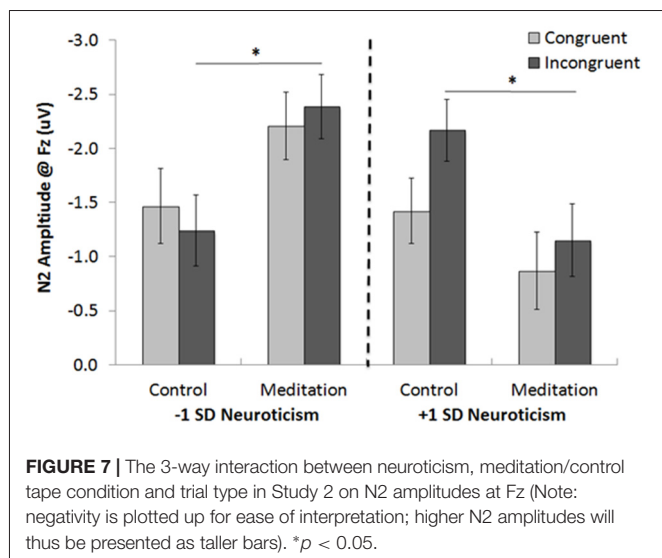 -3.0
-2.5
-2.0
-1.5
-1.0
-0.5
0.0
N2 Ampltiude @ Fz (uV)
*
*
Congruent
Incongruent
Control Meditation Control Meditation
-1 SD Neuroticism +1 SD Neuroticism
FIGURE 7 | The 3-way interaction between neuroticism, meditation/control
tape condition and trial type in Study 2 on N2 amplitudes at Fz (Note:
negativity is plotted up for ease of interpretation; higher N2 amplitudes will
thus be presented as taller bars). *p < 0.05.